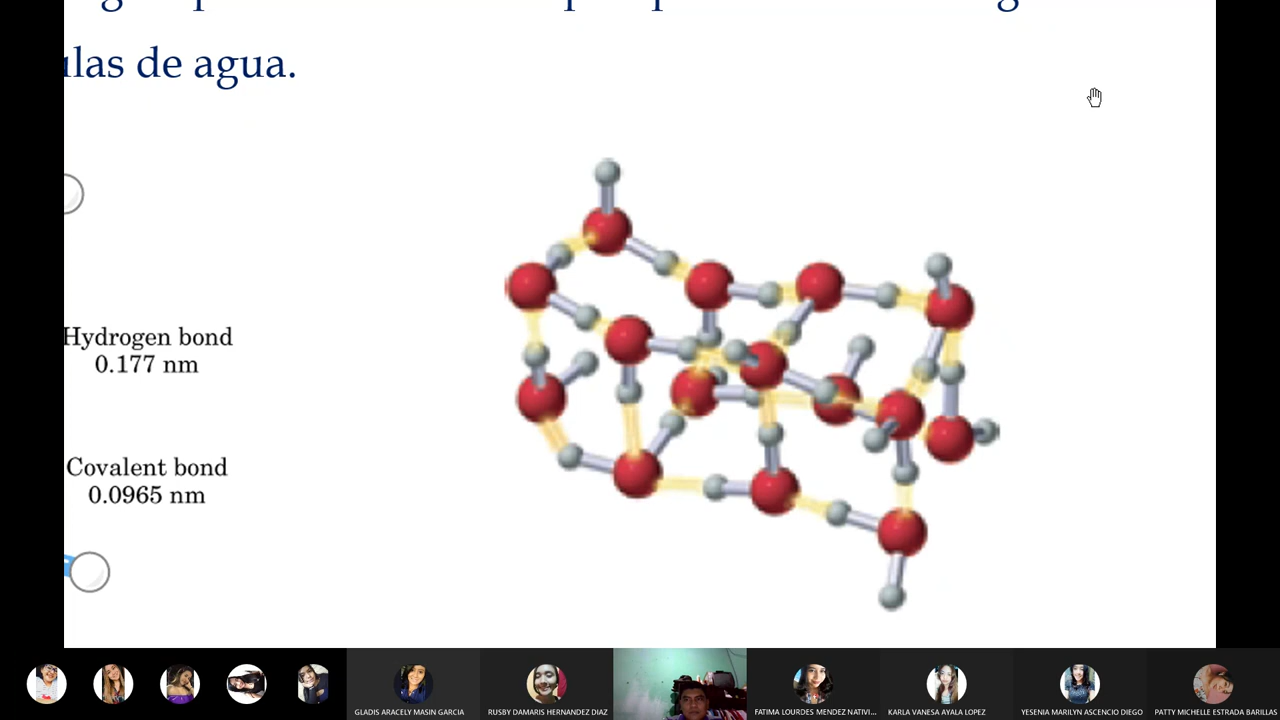 ulas de agua.
Hydrogen bond
0.177 nm
Covalent bond
0.0965 nm
GLADIS ARACELY MASIN GARCIA
RUSBY DAMARIS HERNANDEZ DIAZ
FATIMA LOURDES MENDEZ NATIVI...
KARLA VANESA AYALA LOPEZ
YESENIA MARILYN ASCENCIO DIEGO
PATTY MICHELLE ESTRADA BARILLAS